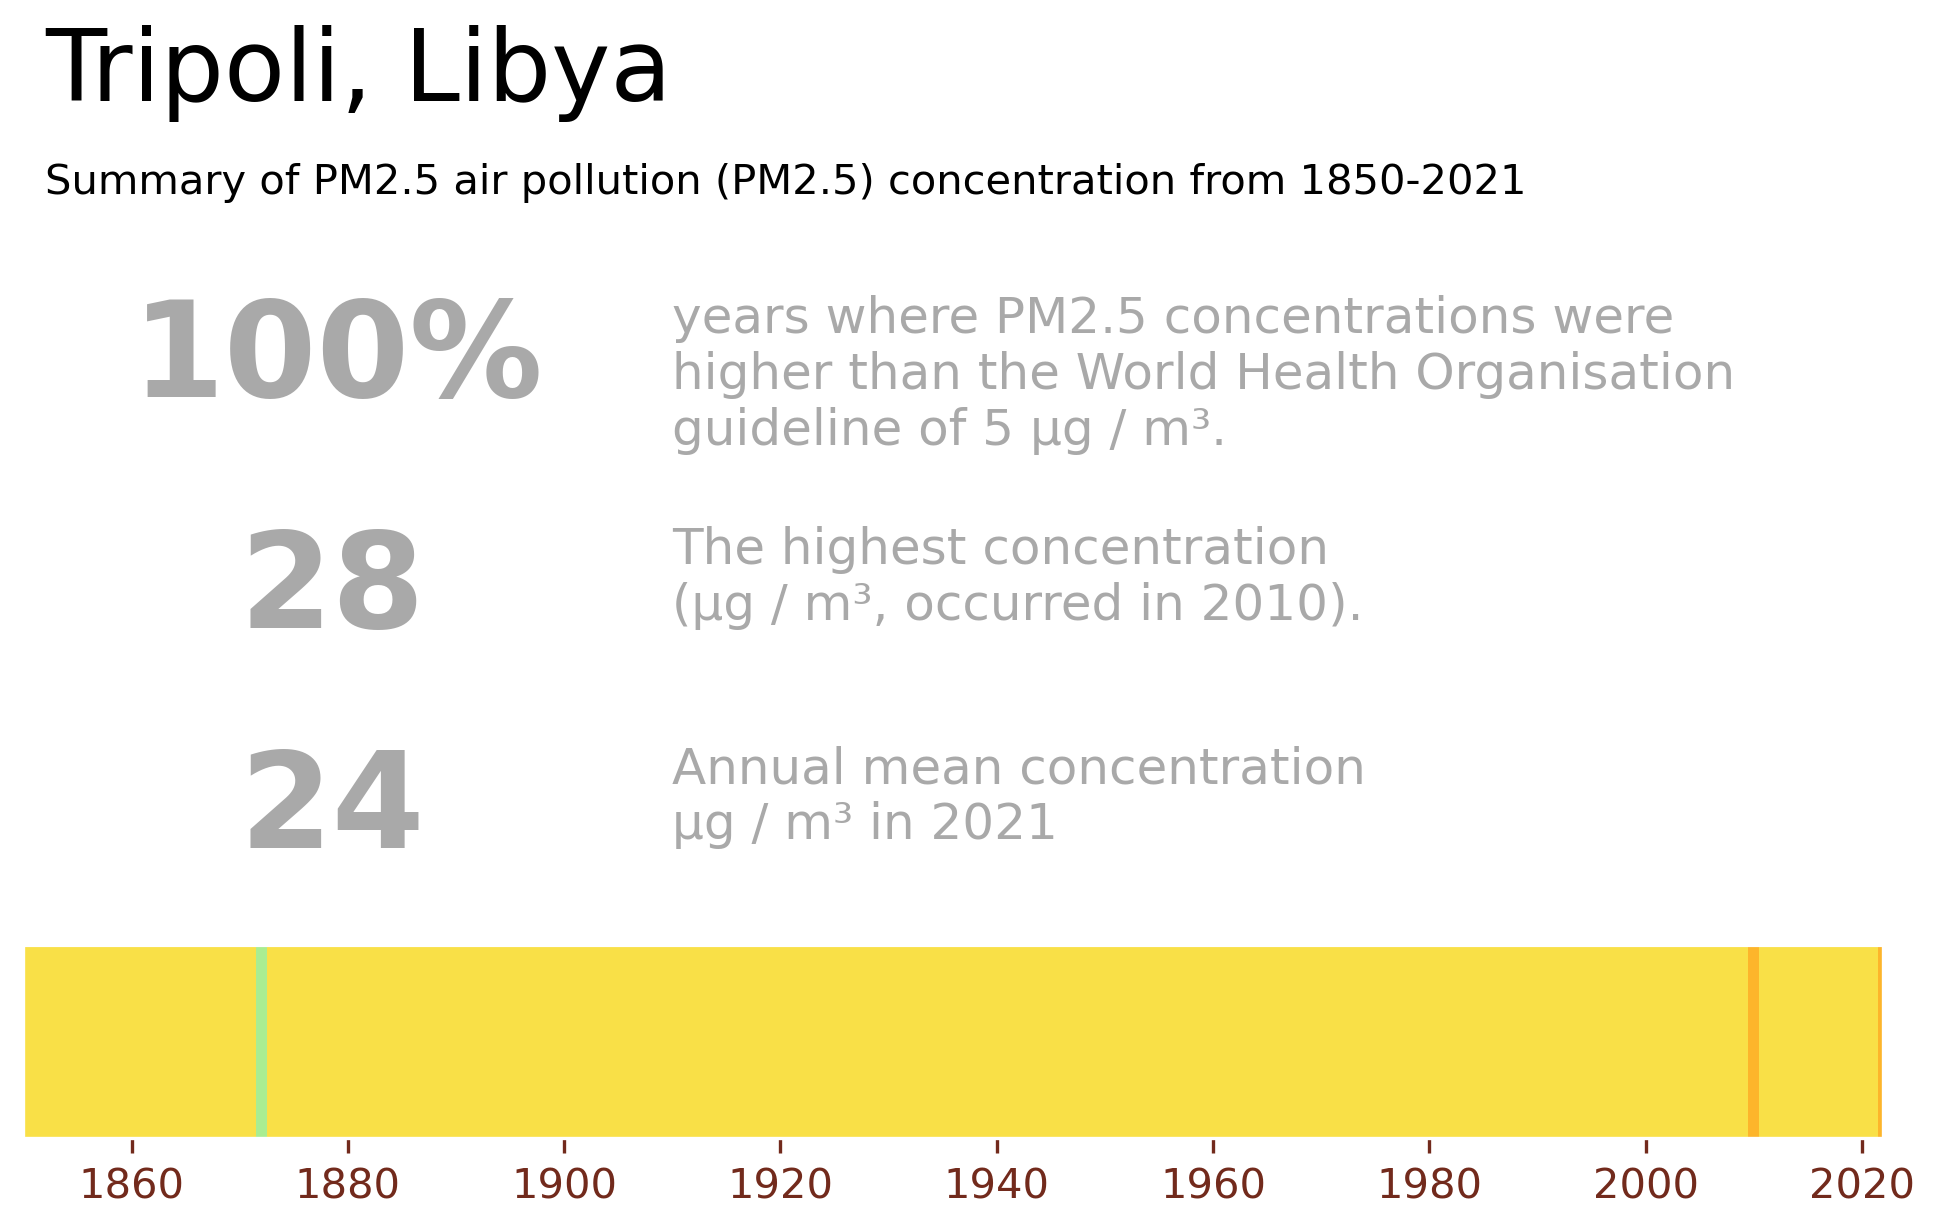 Tripoli, Libya
Summary of PM2.5 air pollution (PM2.5) concentration from 1850-2021
100%
years where PM2.5 concentrations were
higher than the World Health Organisation
guideline of 5 µg / m³.
28
The highest concentration
(µg / m³, occurred in 2010).
24
Annual mean concentration
µg / m³ in 2021
1860 1880 1900 1920 1940 1960 1980 2000 2020